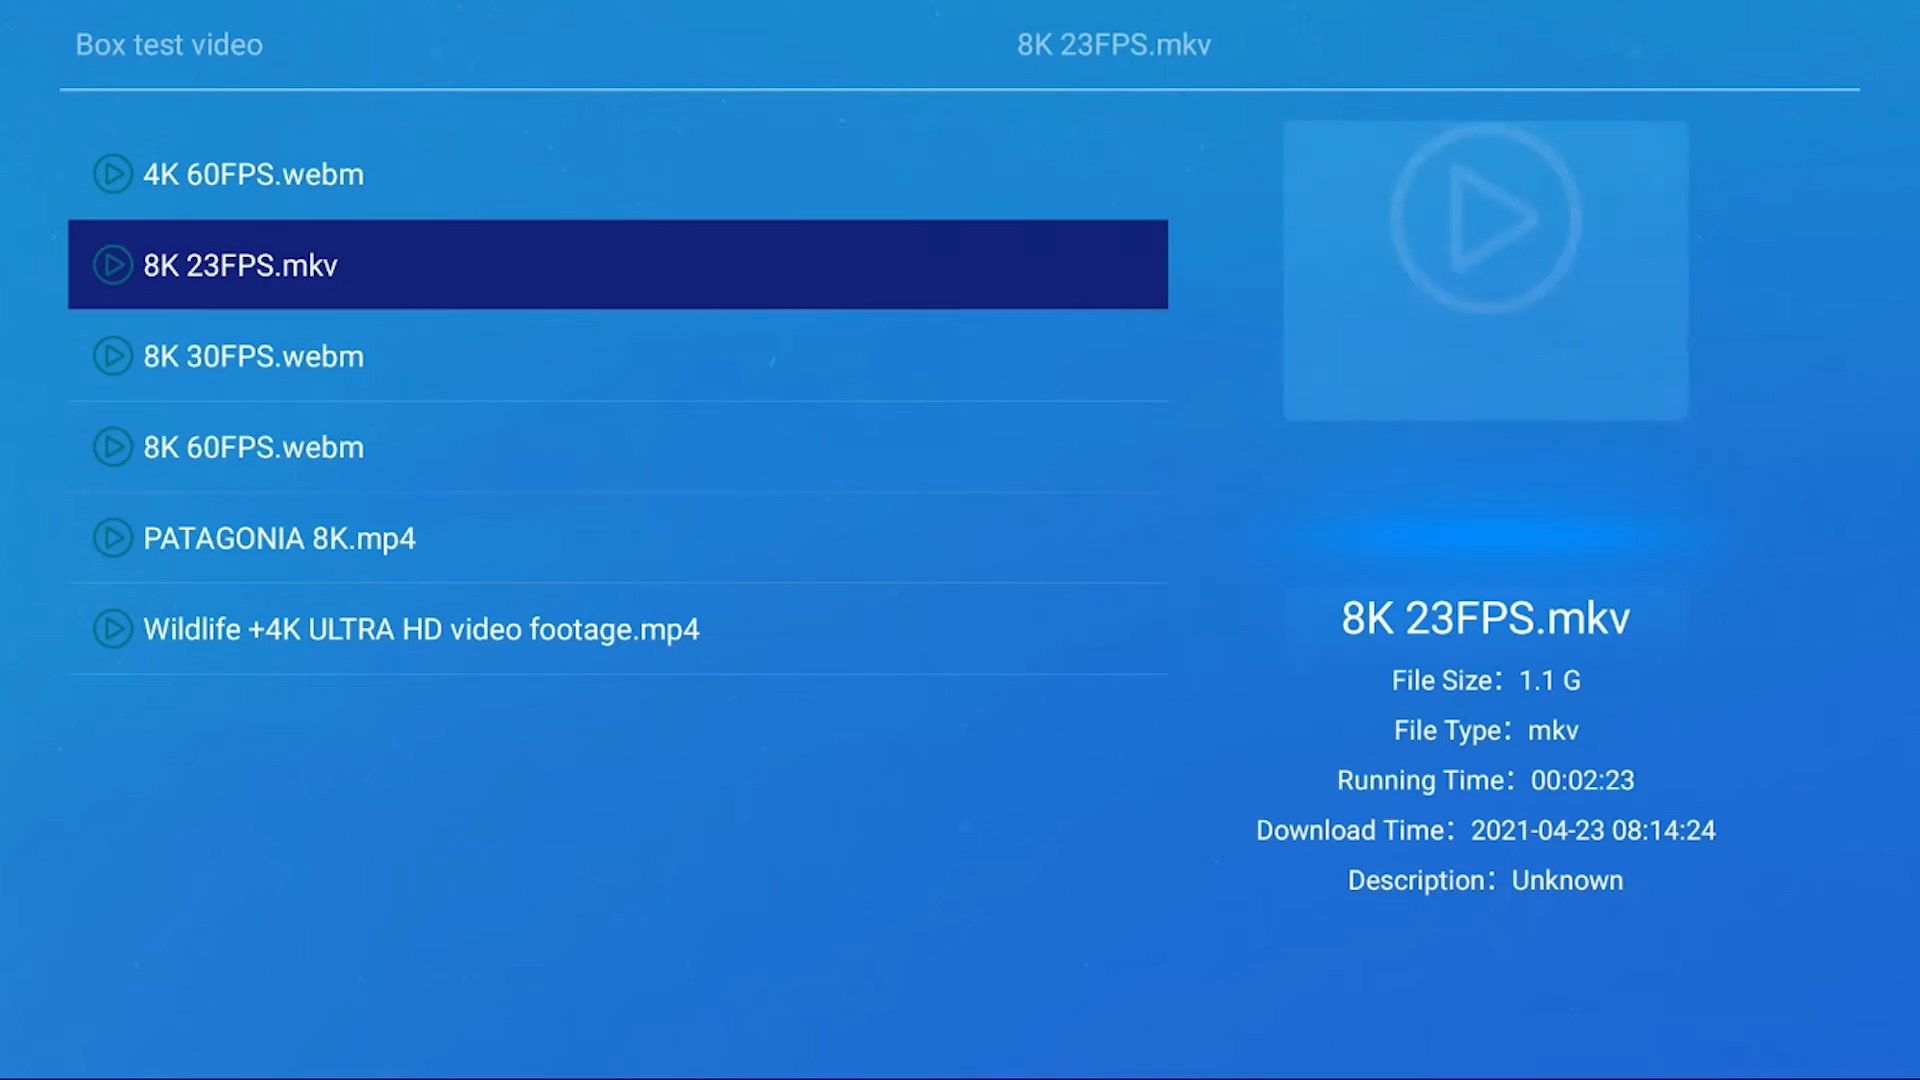 Box test video
8K 23FPS.mkv
4K 60FPS.webm
8K 23FPS.mkv
8K 30FPS.webm
8K 60FPS.webm
PATAGONIA 8K.mp4
Wildlife +4K ULTRA HD video footage.mp4
8K 23FPS.mkv
File Size： 1.1 G
File Type： mkv
Running Time： 00:02:23
Download Time： 2021-04-23 08:14:24
Description： Unknown